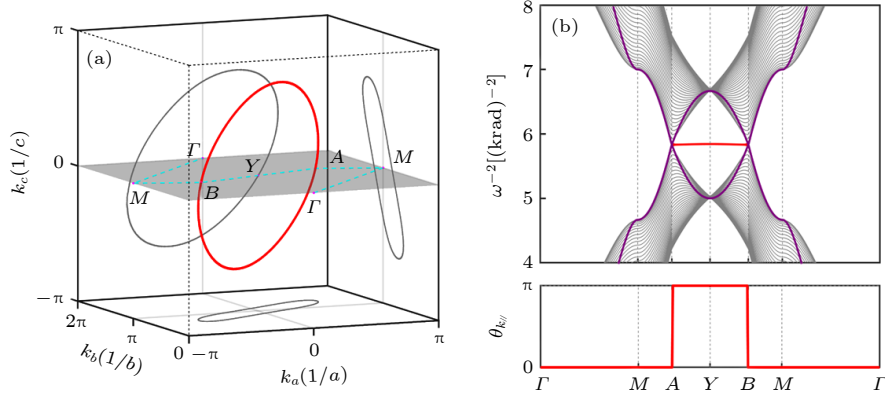 (a)
π
0
−π
k_c(1/c)
2π
π
0
k_b(1/b)
−π
0
π
k_a(1/a)
Γ
Y
A
M
M
B
Γ
(b)
8
7
6
5
4
ω⁻²[(krad)⁻²]
π
0
θ_{k//}
Γ M A Y B M Γ